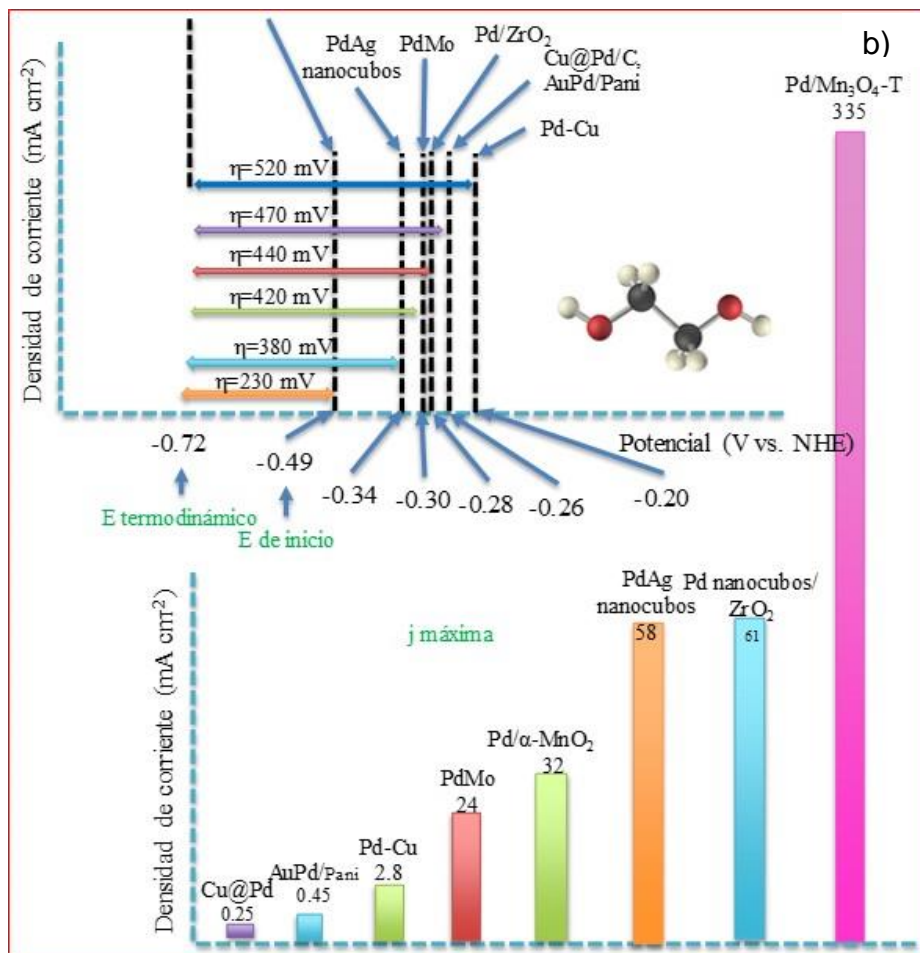 b)
PdAg
nanocubos
PdMo
Pd/ZrO2
Cu@Pd/C,
AuPd/Pani
Pd-Cu
Densidad de corriente (mA cm-2)
η=520 mV
η=470 mV
η=440 mV
η=420 mV
η=380 mV
η=230 mV
Potencial (V vs. NHE)
-0.72
-0.49
-0.34
-0.30
-0.28
-0.26
-0.20
E termodinámico
E de inicio
Densidad de corriente (mA cm-2)
j máxima
Cu@Pd
0.25
AuPd/Pani
0.45
Pd-Cu
2.8
PdMo
24
Pd/α-MnO2
32
PdAg
nanocubos
58
Pd nanocubos/
ZrO2
61
Pd/Mn3O4-T
335